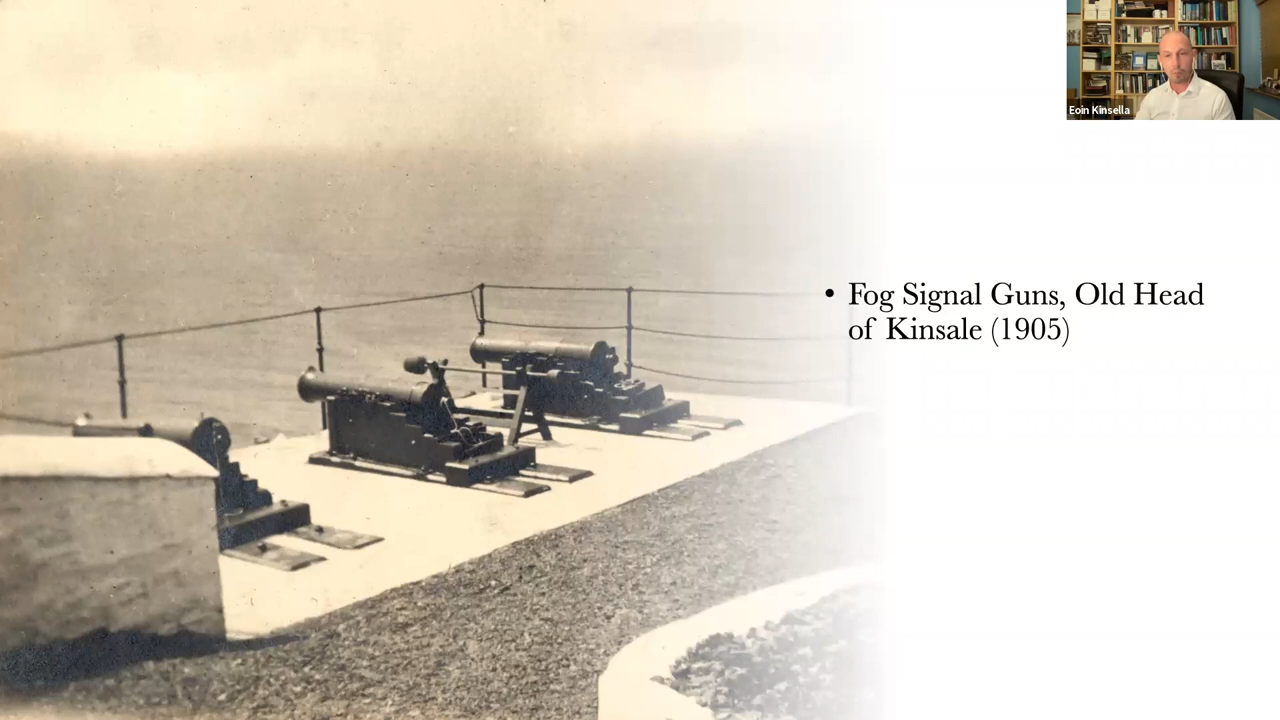 Eoin Kinsella
• Fog Signal Guns, Old Head
of Kinsale (1905)